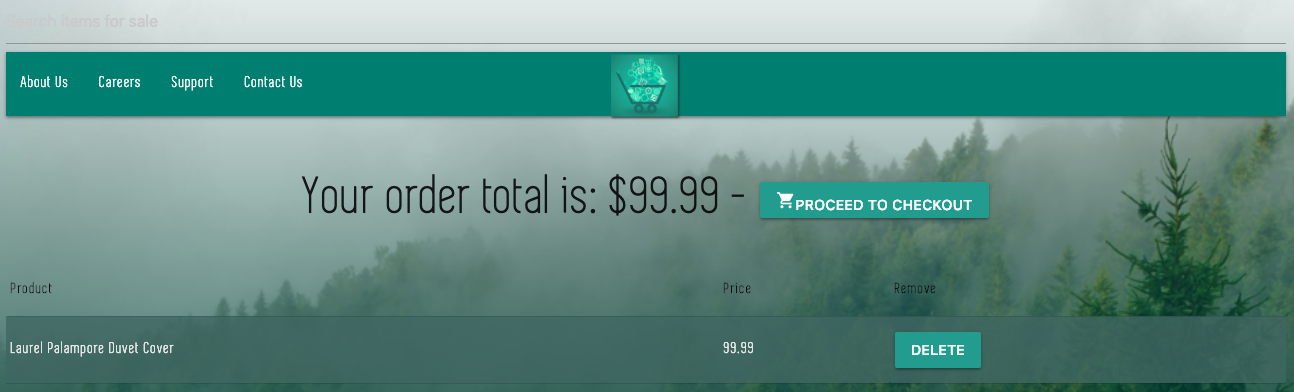 Search items for sale
About Us Careers Support Contact Us
Your order total is: $99.99 - PROCEED TO CHECKOUT
Product Price Remove
Laurel Palampore Duvet Cover 99.99 DELETE